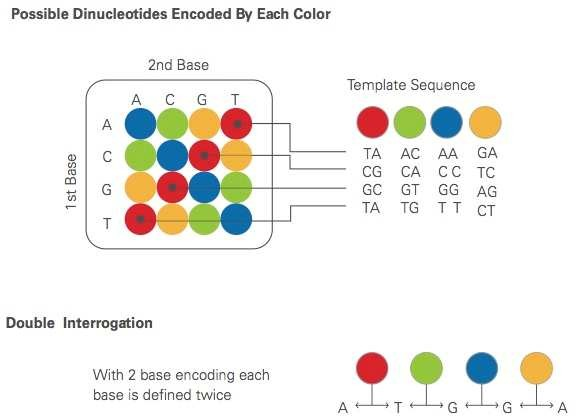 Possible Dinucleotides Encoded By Each Color
2nd Base
A C G T
1st Base
A
C
G
T
Template Sequence
TA AC AA GA
CG CA CC TC
GC GT GG AG
TA TG TT CT
Double Interrogation
With 2 base encoding each
base is defined twice
A T G G A